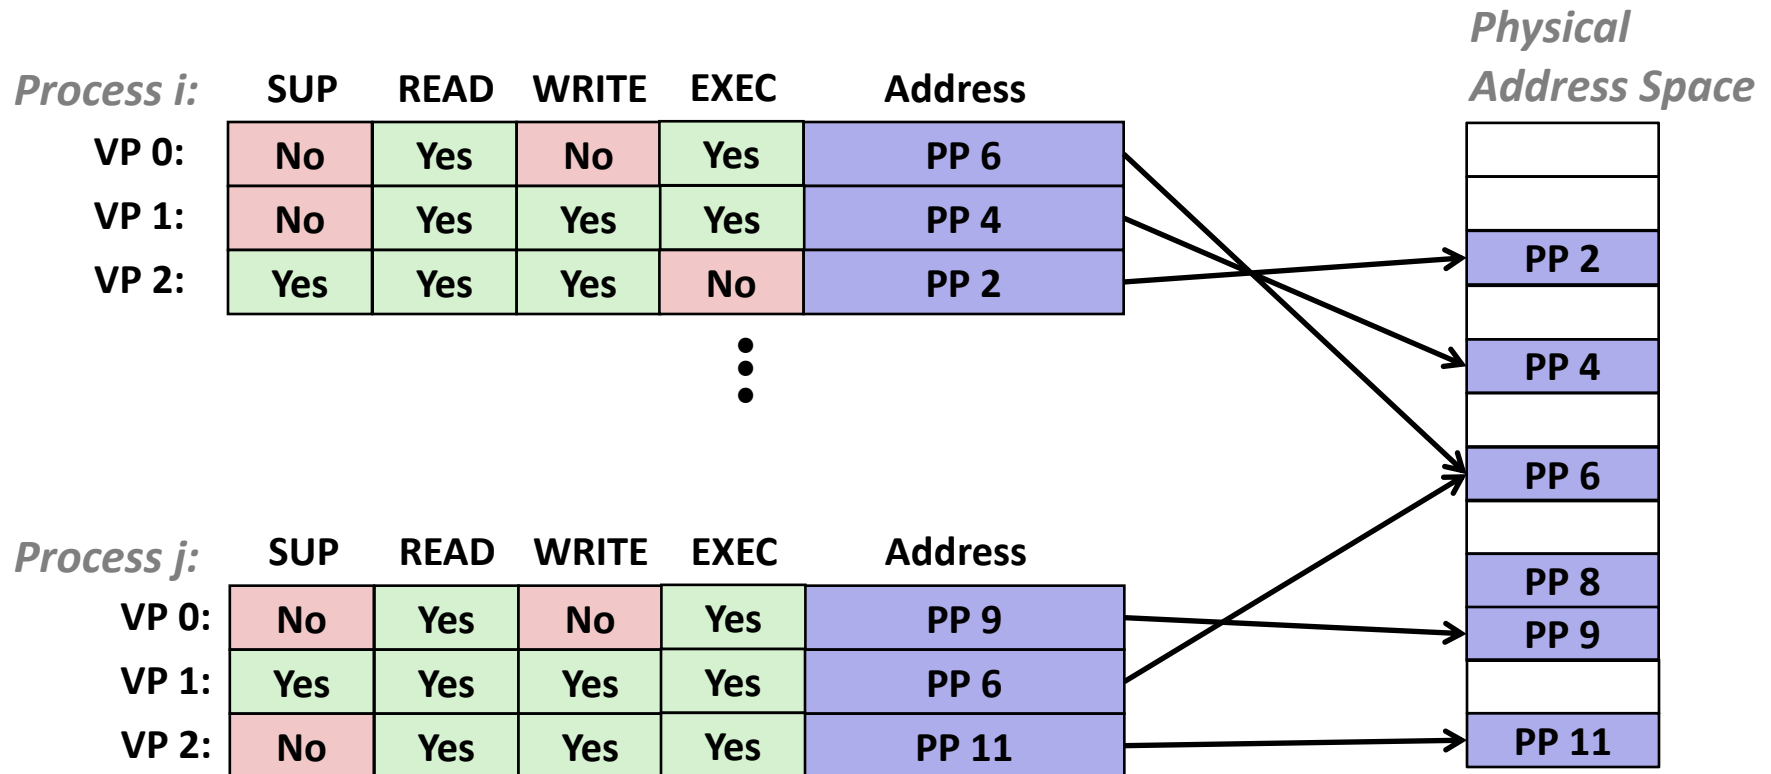 Physical
Address Space
Process i: SUP READ WRITE EXEC Address
VP 0: No Yes No Yes PP 6
VP 1: No Yes Yes Yes PP 4
VP 2: Yes Yes Yes No PP 2
PP 2
PP 4
PP 6
PP 8
PP 9
PP 11
Process j: SUP READ WRITE EXEC Address
VP 0: No Yes No Yes PP 9
VP 1: Yes Yes Yes Yes PP 6
VP 2: No Yes Yes Yes PP 11